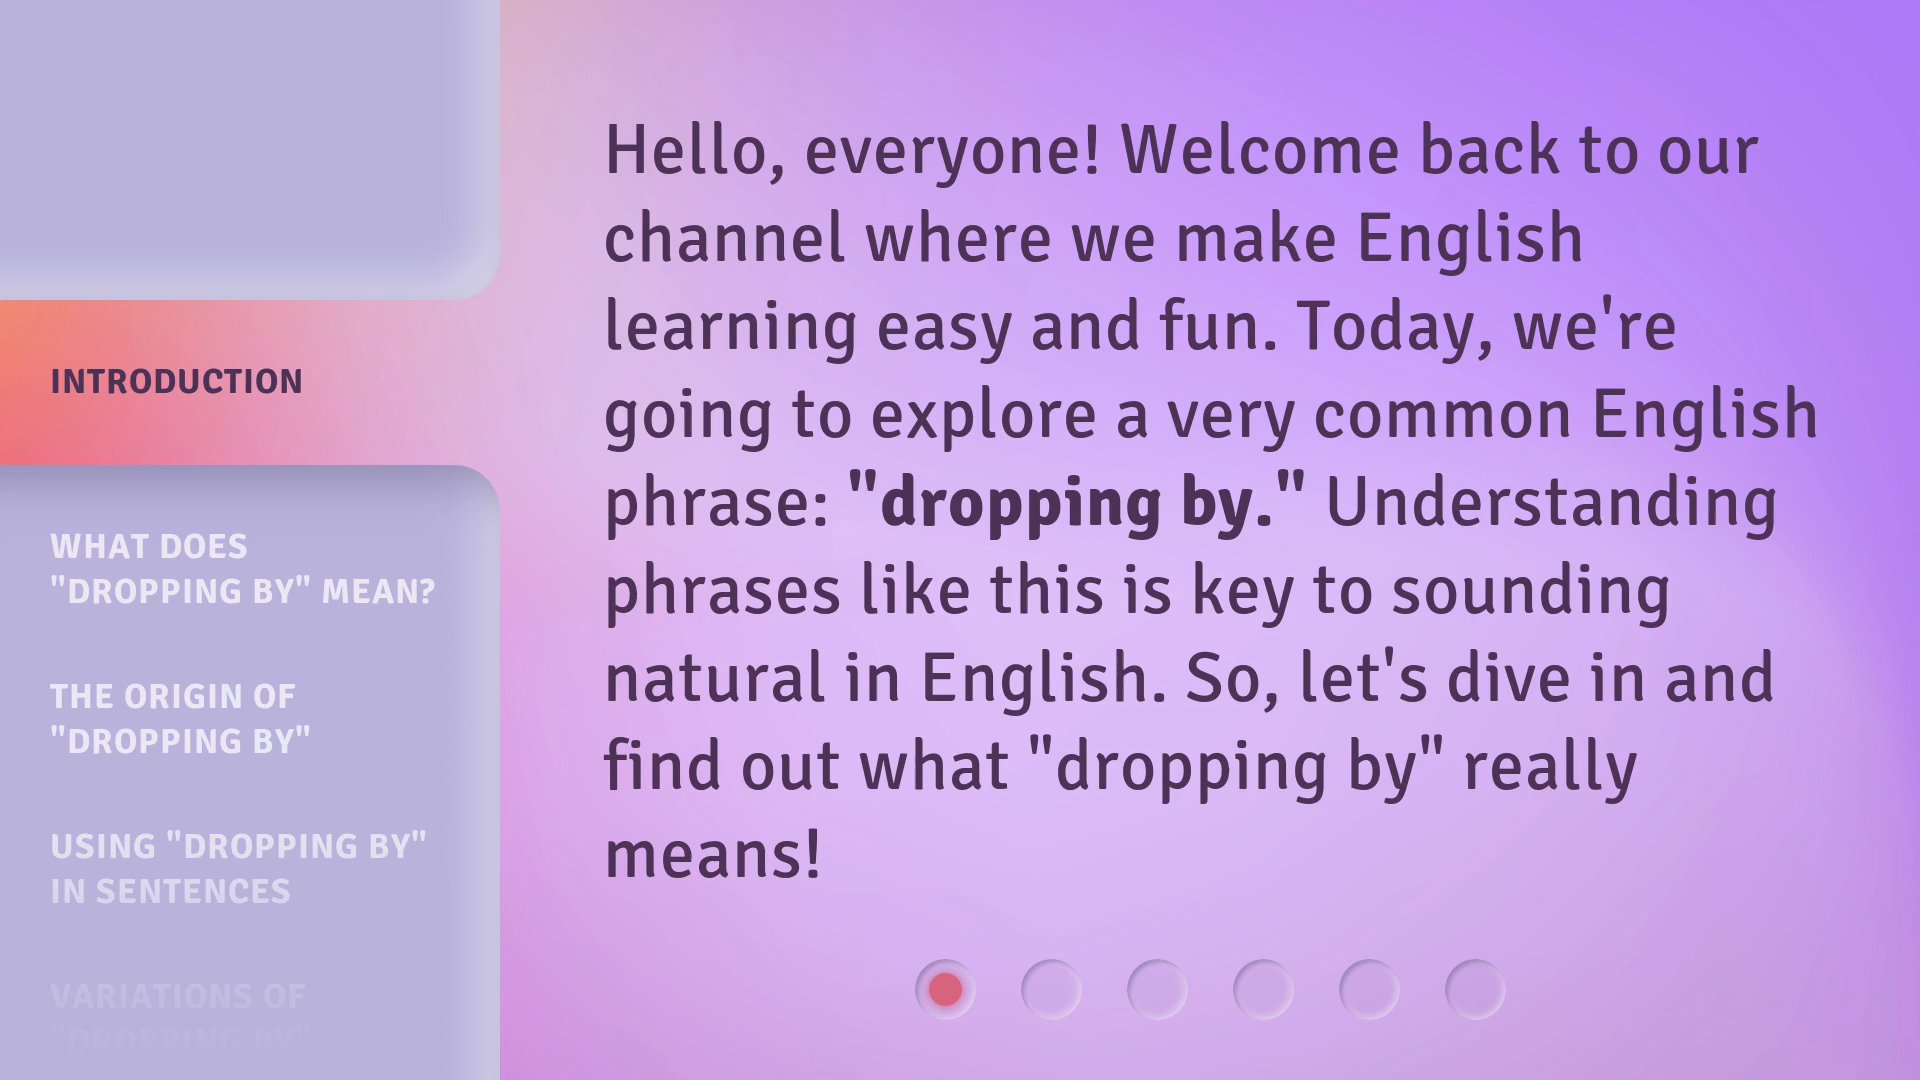 INTRODUCTION
WHAT DOES
"DROPPING BY" MEAN?
THE ORIGIN OF
"DROPPING BY"
USING "DROPPING BY"
IN SENTENCES
VARIATIONS OF
"DROPPING BY"
Hello, everyone! Welcome back to our
channel where we make English
learning easy and fun. Today, we're
going to explore a very common English
phrase: "dropping by." Understanding
phrases like this is key to sounding
natural in English. So, let's dive in and
find out what "dropping by" really
means!